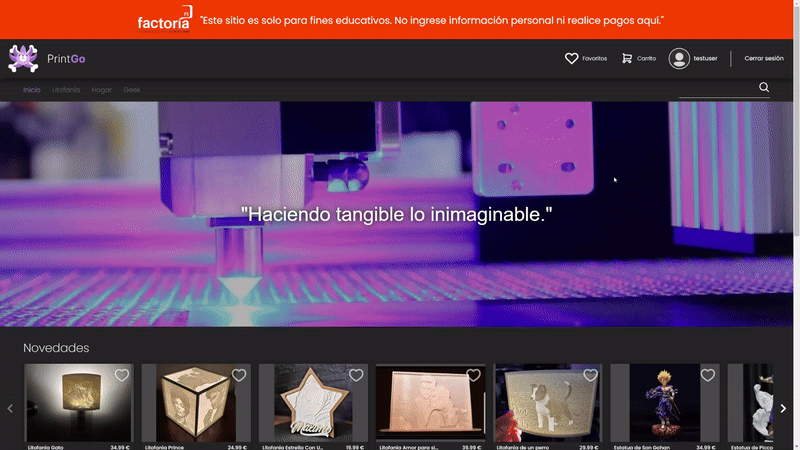 factoría
F5
"Este sitio es solo para fines educativos. No ingrese información personal ni realice pagos aquí."
PrintGo
Favoritos
Carrito
testuser
Cerrar sesión
Inicio
Litofanía
Hogar
Geek
"Haciendo tangible lo inimaginable."
Novedades
Litofanía Gato 34.99 €
Litofanía Prince 24.99 €
Litofanía Estrella Con U... 19.99 €
Litofanía Amor para si... 39.99 €
Litofanía de un perro 29.99 €
Estatua de Son Gohan 34.99 €
Estatua de Picco